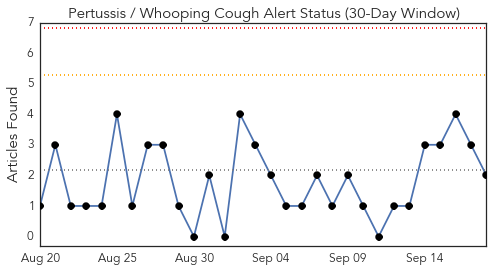 Pertussis / Whooping Cough Alert Status (30-Day Window)
Articles Found
7
6
5
4
3
2
1
0
Aug 20 Aug 25 Aug 30 Sep 04 Sep 09 Sep 14